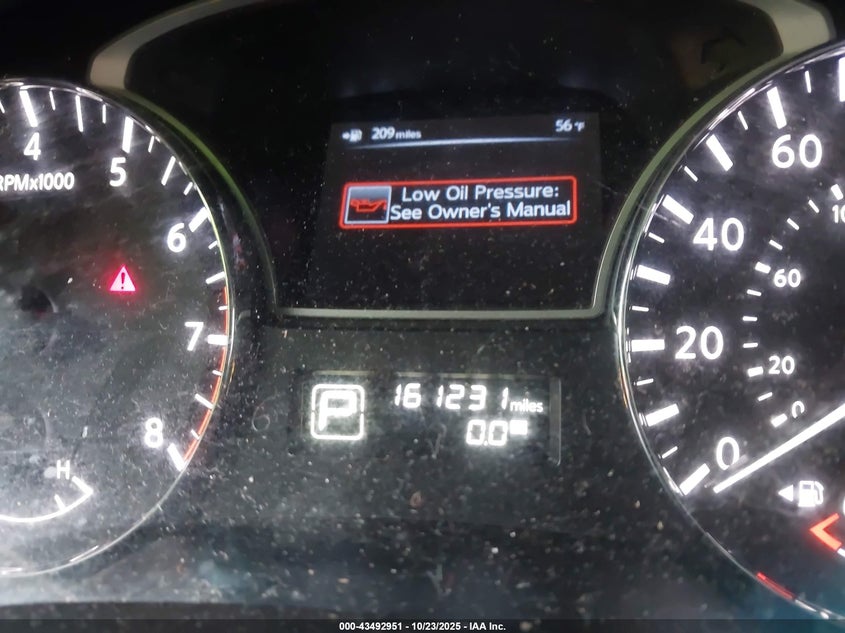 209 miles 56 °F
Low Oil Pressure:
See Owner's Manual
4
5
6
7
8
RPMx1000
H
P
161231 miles
0.0
60
40
20
0
60
20
0
000-43492951 - 10/23/2025 - IAA Inc.